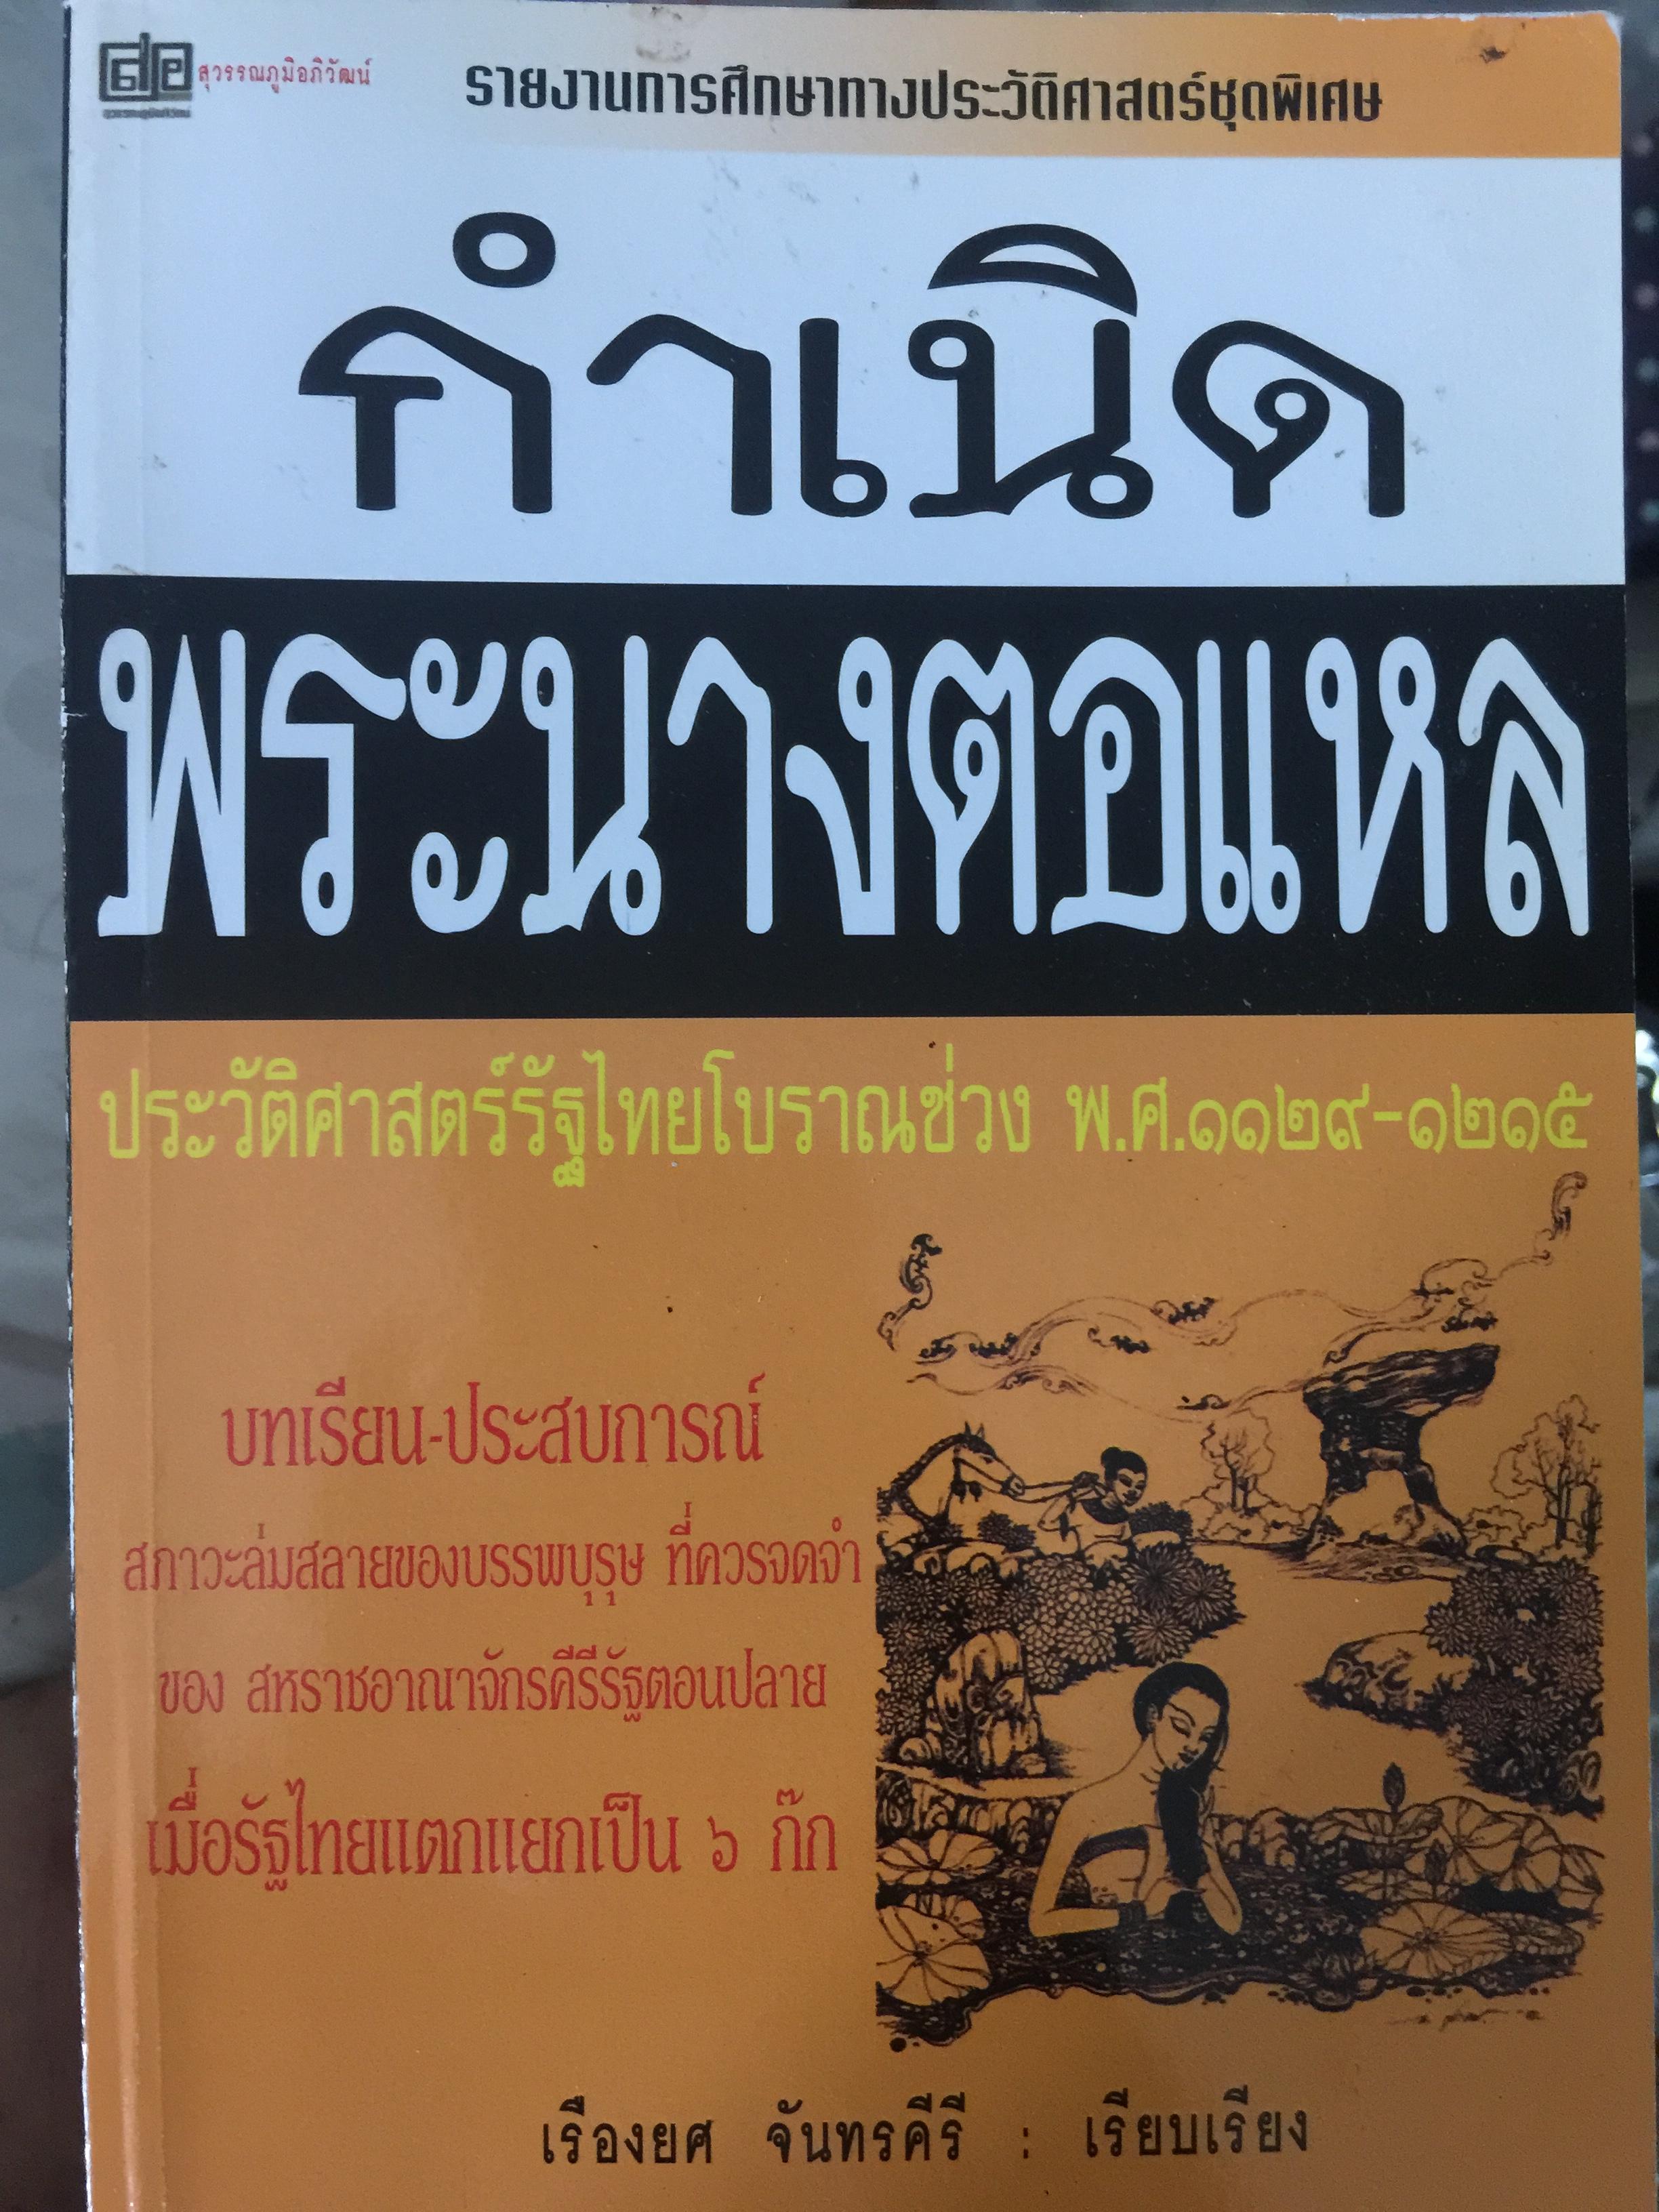 สุวรรณภูมิอภิวัฒน์
รายงานการศึกษาทางประวัติศาสตร์ชุดพิเศษ
กำเนิด
พระนางตอแหล
ประวัติศาสตร์รัฐไทยโบราณช่วง พ.ศ.๑๑๒๙-๑๒๑๕
บทเรียน-ประสบการณ์
สภาวะล่มสลายของบรรพบุรุษ ที่ควรจดจำ
ของ สหราชอาณาจักรคีรีรัฐตอนปลาย
เมื่อรัฐไทยแตกแยกเป็น ๖ ก๊ก
เรืองยศ จันทรคีรี : เรียบเรียง